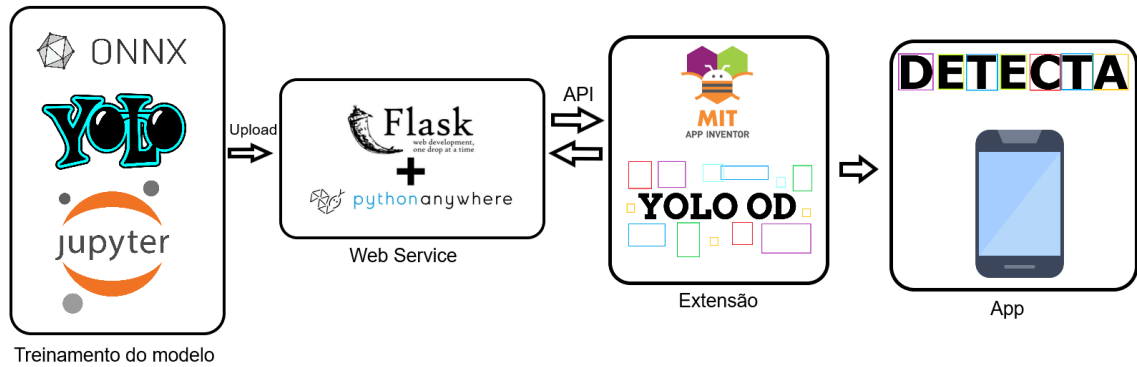 ONNX
YOLO
jupyter
Treinamento do modelo
Upload
Flask
web development,
one drop at a time
+
pythonanywhere
Web Service
API
MIT
APP INVENTOR
YOLO OD
Extensão
DETECTA
App